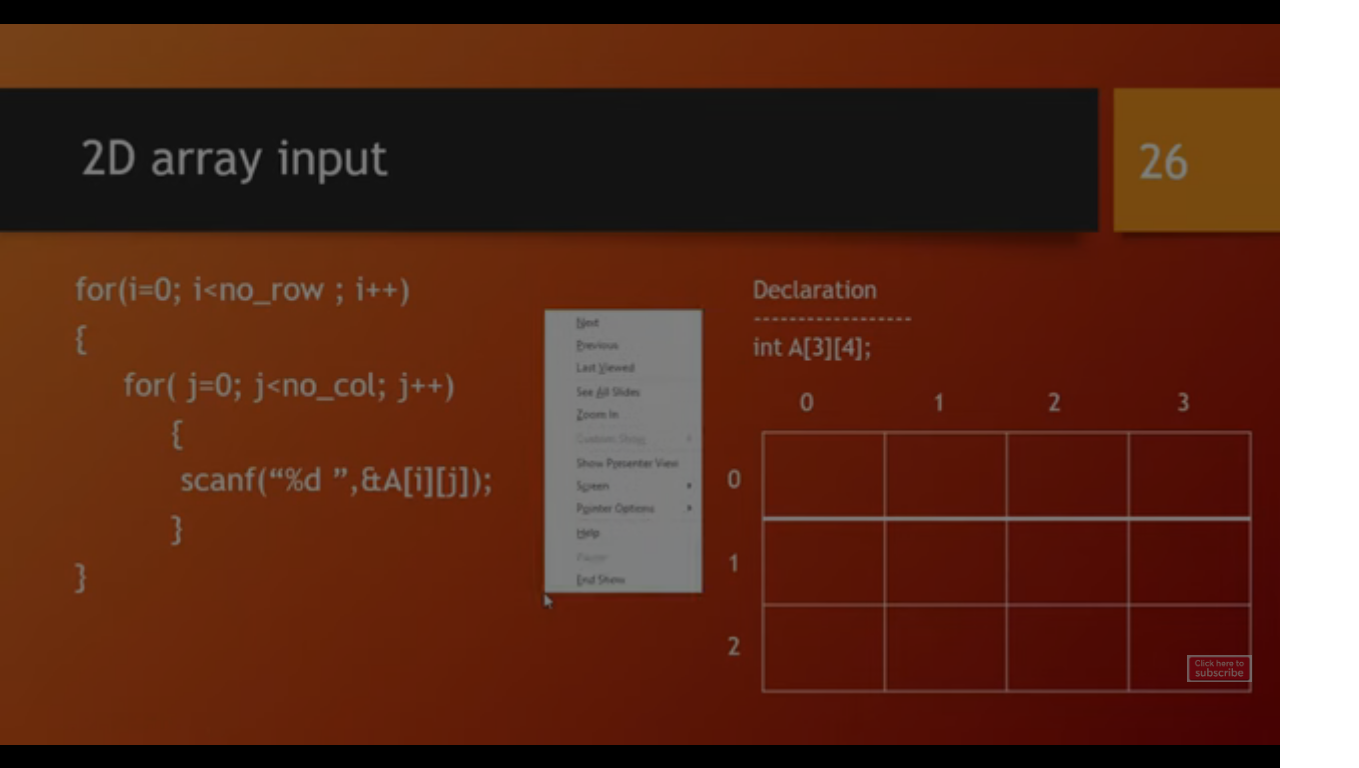 2D array input
26
for(i=0; i<no_row ; i++)
{
for( j=0; j<no_col; j++)
{
scanf(“%d ”,&A[i][j]);
}
}
Next
Previous
Last Viewed
See All Slides
Zoom In
Custom Show
Show Presenter View
Screen
Pointer Options
Help
Pause
End Show
Declaration
------------------
int A[3][4];
0 1 2 3
0
1
2
Click here to
subscribe